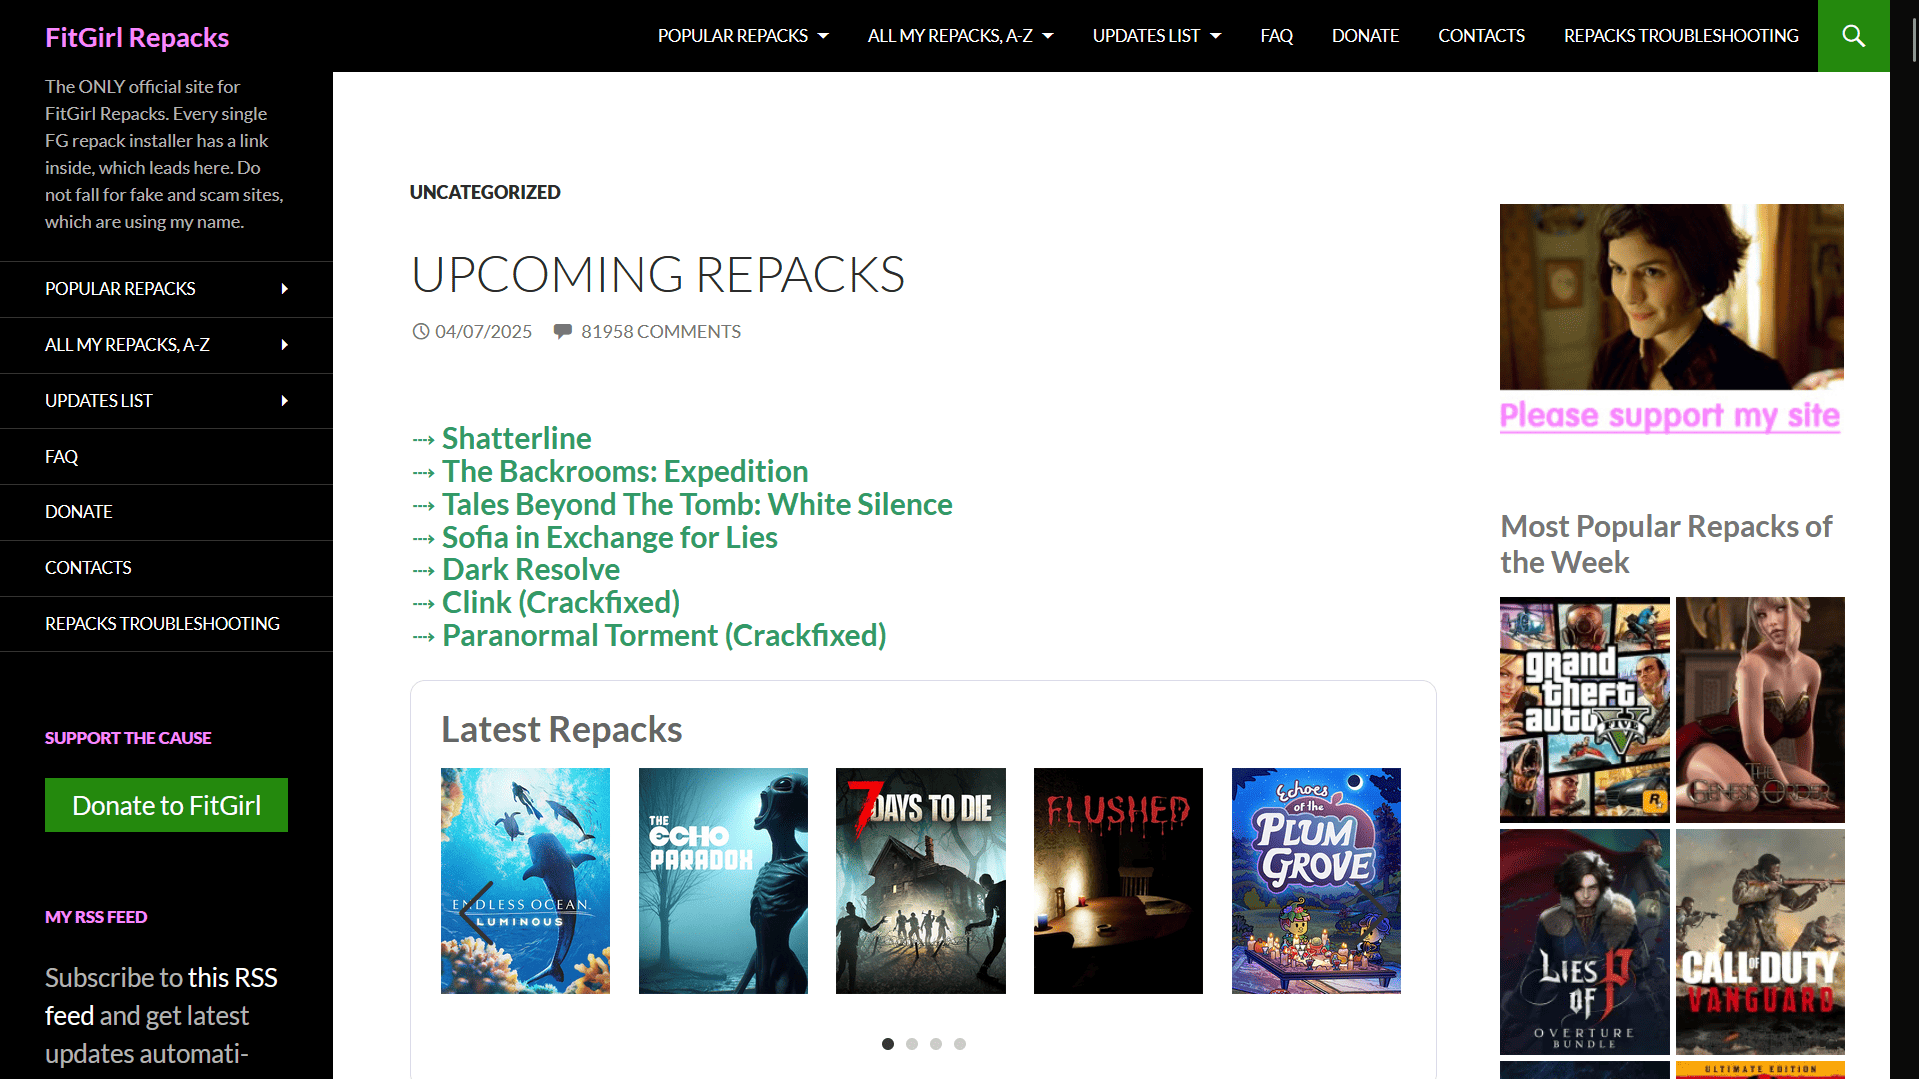 FitGirl Repacks
POPULAR REPACKS
ALL MY REPACKS, A-Z
UPDATES LIST
FAQ
DONATE
CONTACTS
REPACKS TROUBLESHOOTING
The ONLY official site for
FitGirl Repacks. Every single
FG repack installer has a link
inside, which leads here. Do
not fall for fake and scam sites,
which are using my name.
POPULAR REPACKS
ALL MY REPACKS, A-Z
UPDATES LIST
FAQ
DONATE
CONTACTS
REPACKS TROUBLESHOOTING
SUPPORT THE CAUSE
Donate to FitGirl
MY RSS FEED
Subscribe to this RSS
feed and get latest
updates automati-
UNCATEGORIZED
UPCOMING REPACKS
04/07/2025 81958 COMMENTS
⤏ Shatterline
⤏ The Backrooms: Expedition
⤏ Tales Beyond The Tomb: White Silence
⤏ Sofia in Exchange for Lies
⤏ Dark Resolve
⤏ Clink (Crackfixed)
⤏ Paranormal Torment (Crackfixed)
Latest Repacks
ENDLESS OCEAN
LUMINOUS
THE
ECHO
PARADOX
7 DAYS TO DIE
FLUSHED
Echoes
of the
PLUM
GROVE
Please support my site
Most Popular Repacks of
the Week
grand
theft
auto V
FIVE
R
THE
GENESIS ORDER
LIES
OF P
OVERTURE
BUNDLE
CALL OF DUTY
VANGUARD
ULTIMATE EDITION